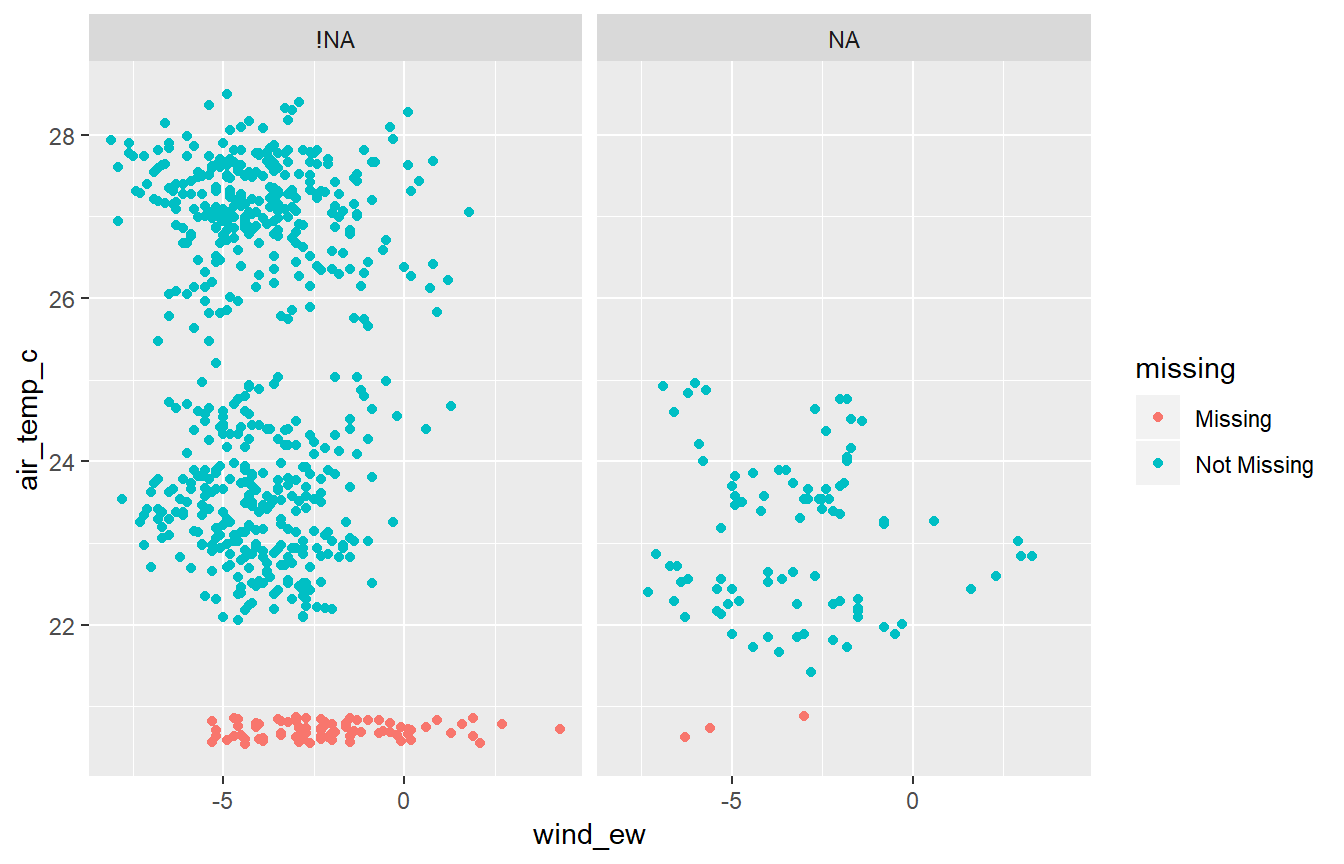 !NA
NA
air_temp_c
28
26
24
22
-5
0
-5
0
wind_ew
missing
Missing
Not Missing